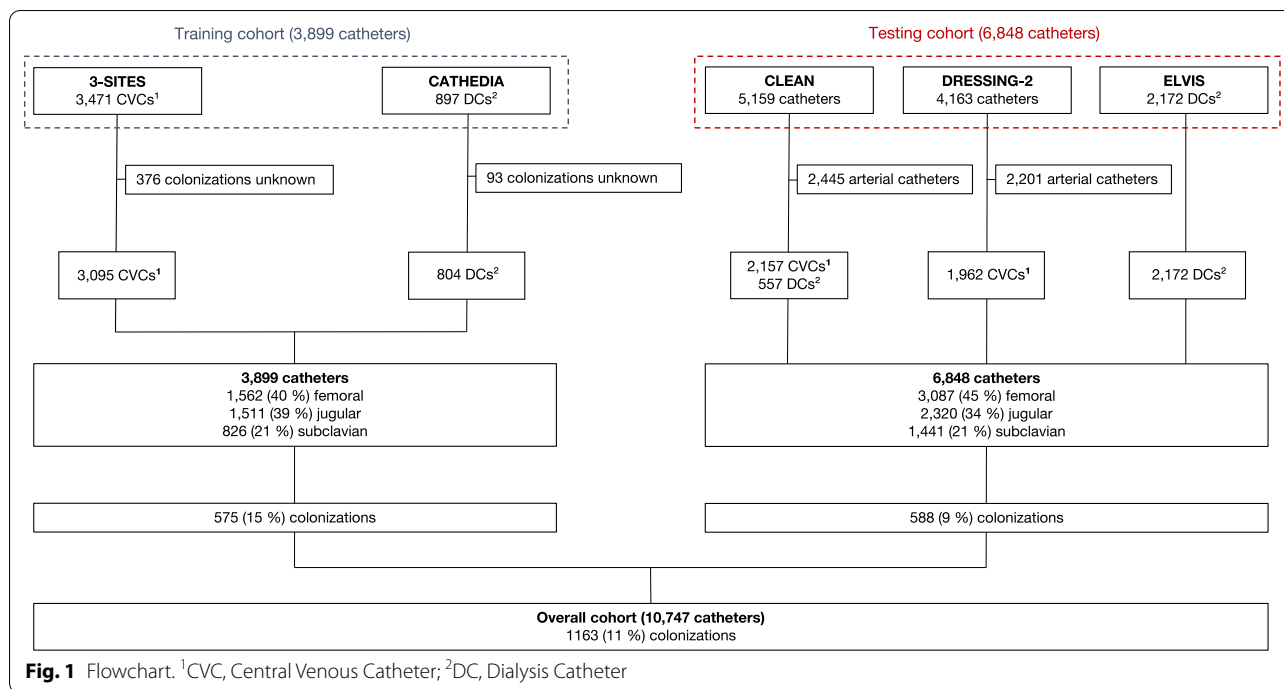 Training cohort (3,899 catheters)
Testing cohort (6,848 catheters)
3-SITES
3,471 CVCs¹
CATHEDIA
897 DCs²
CLEAN
5,159 catheters
DRESSING-2
4,163 catheters
ELVIS
2,172 DCs²
376 colonizations unknown
93 colonizations unknown
2,445 arterial catheters
2,201 arterial catheters
3,095 CVCs¹
804 DCs²
2,157 CVCs¹
557 DCs²
1,962 CVCs¹
2,172 DCs²
3,899 catheters
1,562 (40 %) femoral
1,511 (39 %) jugular
826 (21 %) subclavian
6,848 catheters
3,087 (45 %) femoral
2,320 (34 %) jugular
1,441 (21 %) subclavian
575 (15 %) colonizations
588 (9 %) colonizations
Overall cohort (10,747 catheters)
1163 (11 %) colonizations
Fig. 1 Flowchart. ¹CVC, Central Venous Catheter; ²DC, Dialysis Catheter